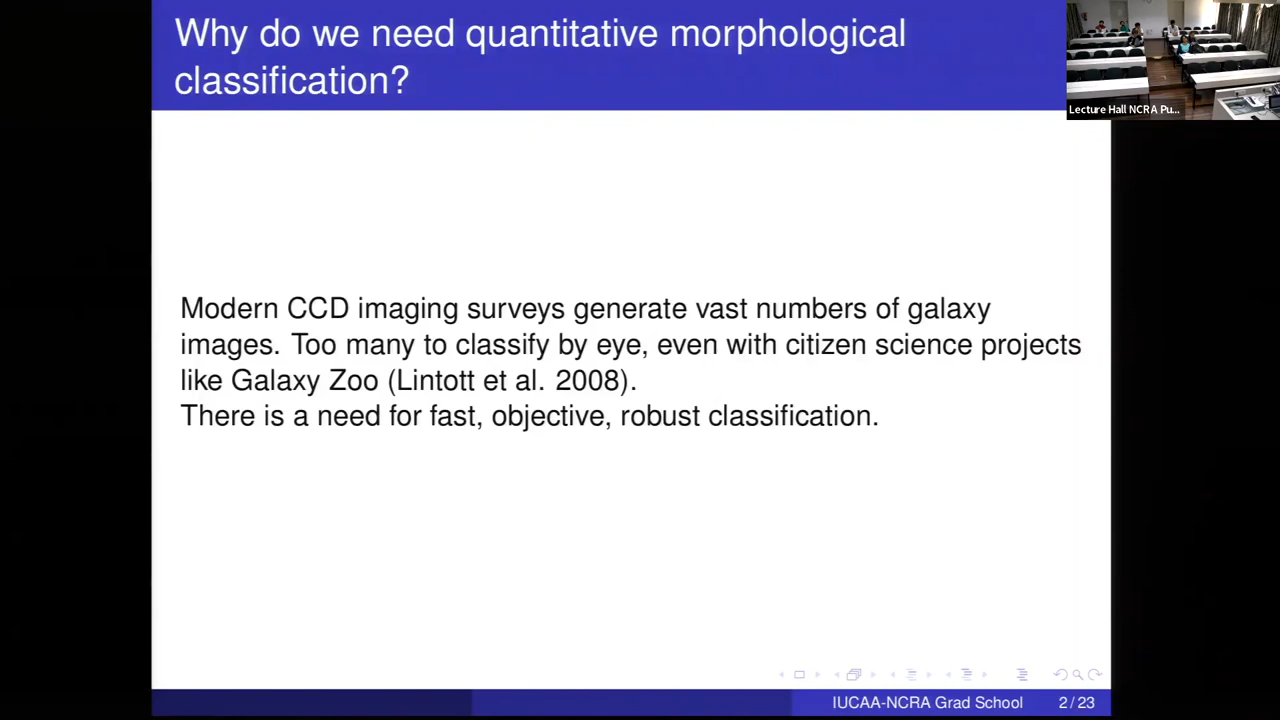 Why do we need quantitative morphological
classification?
Lecture Hall NCRA Pu...
Modern CCD imaging surveys generate vast numbers of galaxy
images. Too many to classify by eye, even with citizen science projects
like Galaxy Zoo (Lintott et al. 2008).
There is a need for fast, objective, robust classification.
IUCAA-NCRA Grad School 2 / 23